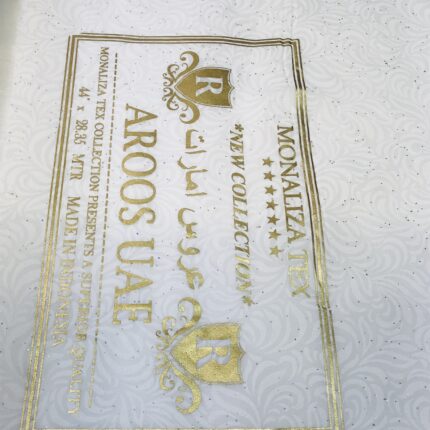 MONALIZA TEX
*NEW COLLECTION*
R عروس امارات R
AROOS UAE
MONALIZA TEX COLLECTION PRESENTS A SUPERIOR QUALITY
44' x 28.35 MTR MADE IN INDONESIA